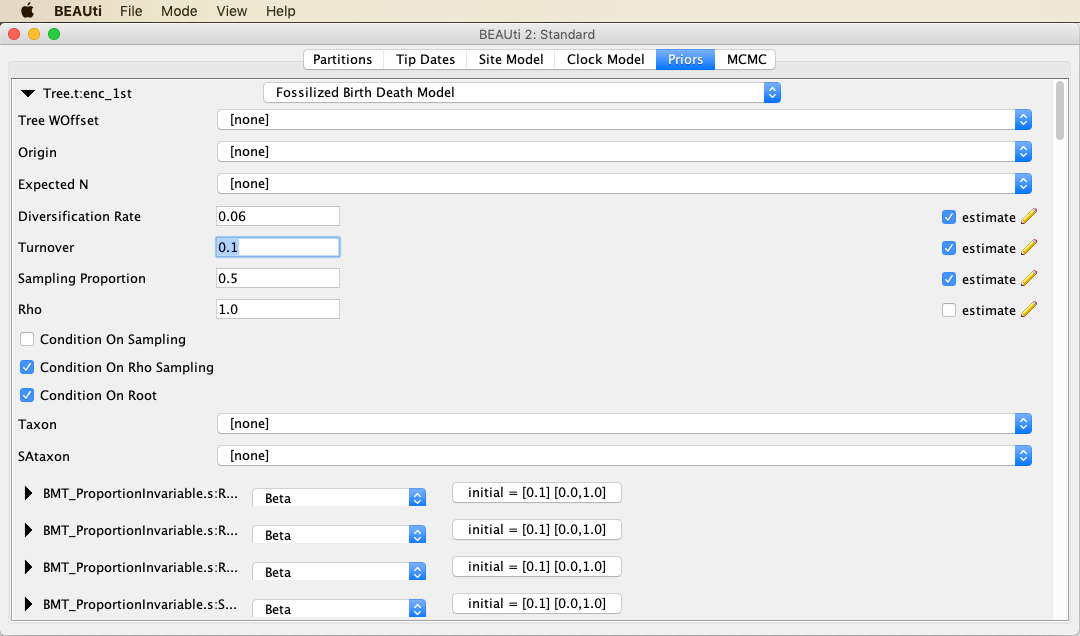 BEAUti File Mode View Help
BEAUti 2: Standard
Partitions Tip Dates Site Model Clock Model Priors MCMC
Tree.t:enc_1st Fossilized Birth Death Model
Tree WOffset [none]
Origin [none]
Expected N [none]
Diversification Rate 0.06 estimate
Turnover 0.1 estimate
Sampling Proportion 0.5 estimate
Rho 1.0 estimate
Condition On Sampling
Condition On Rho Sampling
Condition On Root
Taxon [none]
SAtaxon [none]
BMT_ProportionInvariable.s:R... Beta initial = [0.1] [0.0,1.0]
BMT_ProportionInvariable.s:R... Beta initial = [0.1] [0.0,1.0]
BMT_ProportionInvariable.s:R... Beta initial = [0.1] [0.0,1.0]
BMT_ProportionInvariable.s:S... Beta initial = [0.1] [0.0,1.0]